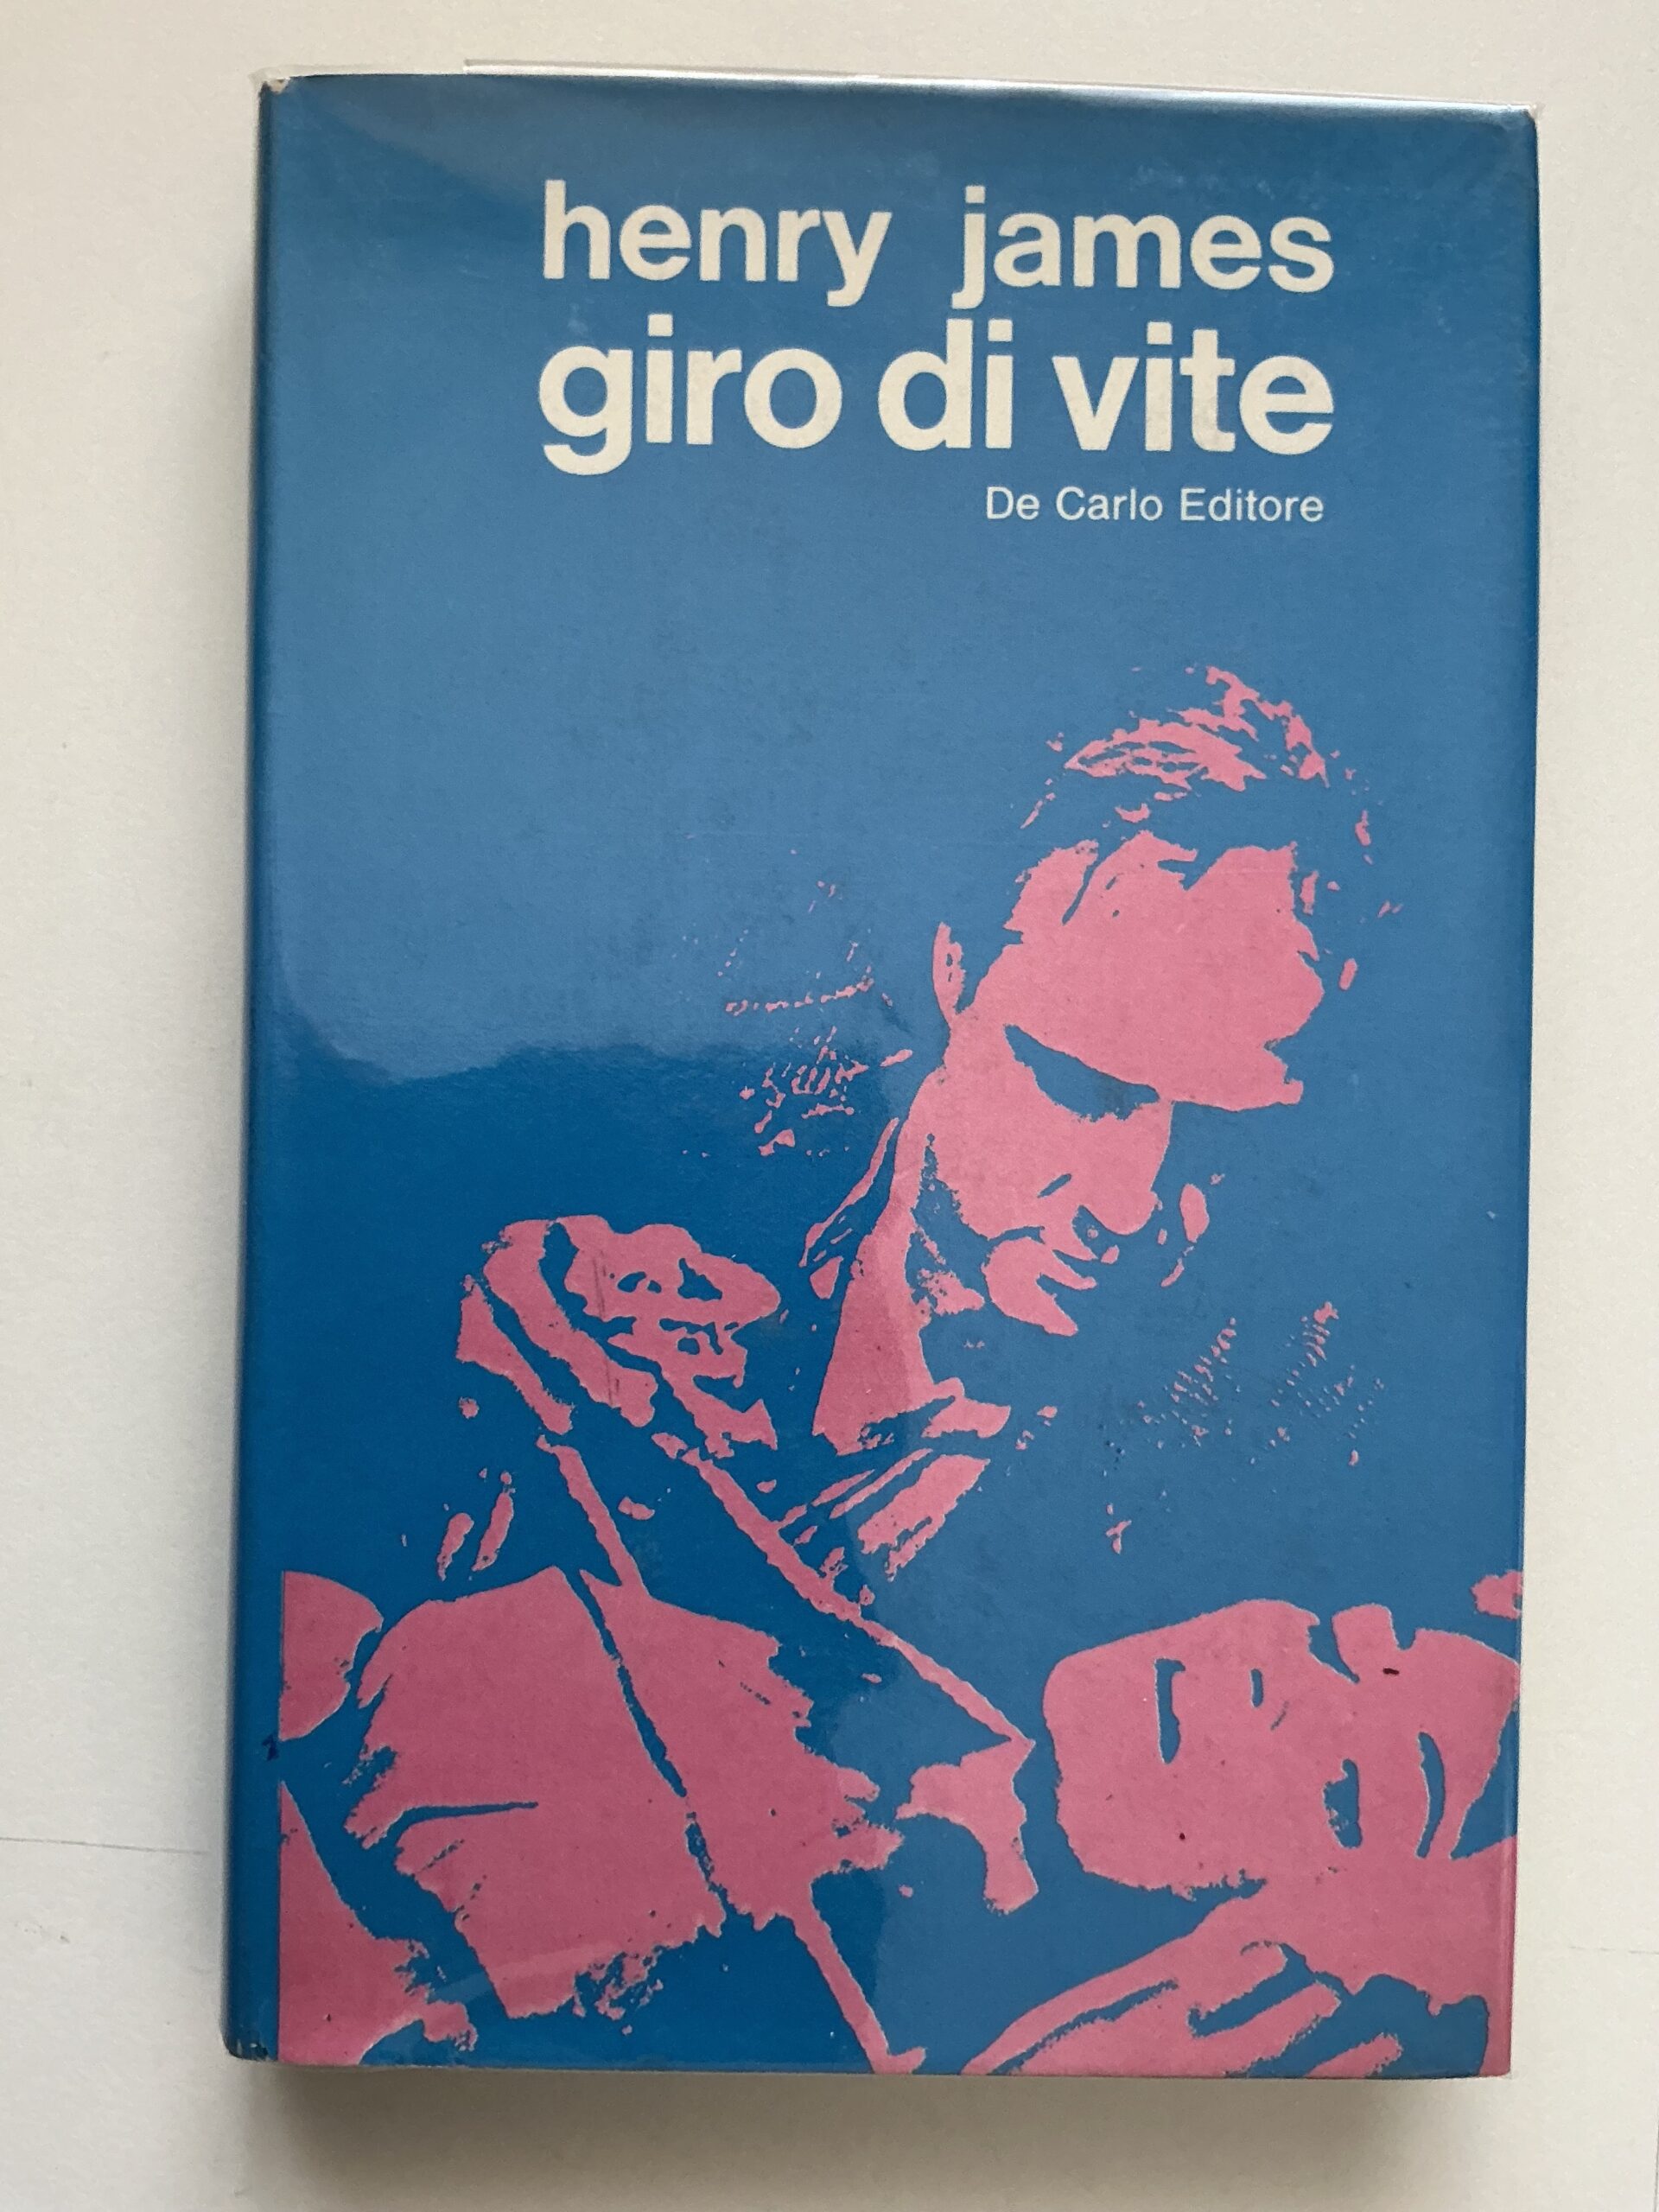 henry james
giro di vite
De Carlo Editore